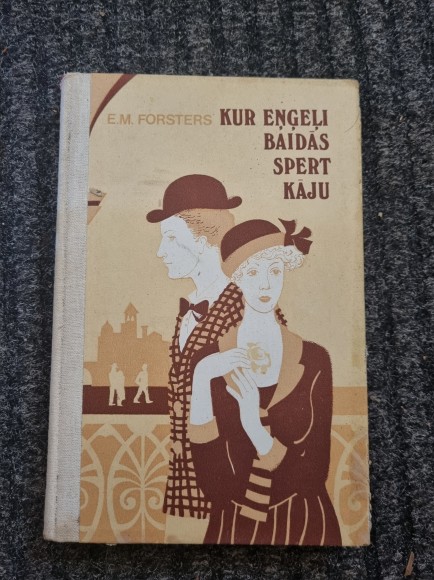 E.M. FORSTERS
KUR EŅĢEĻI
BAIDĀS
SPERT
KĀJU